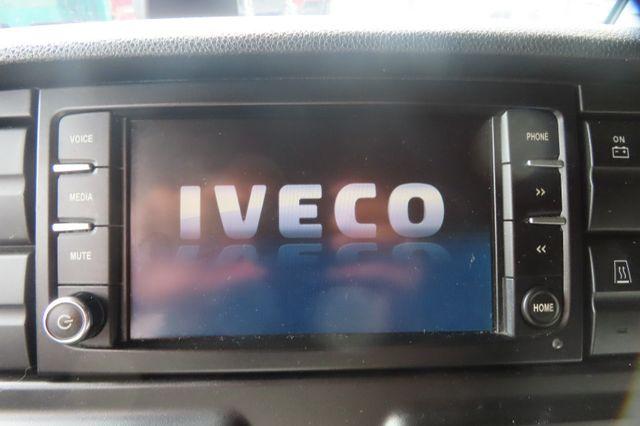 VOICE
MEDIA
MUTE
IVECO
PHONE
>>
<<
HOME
ON